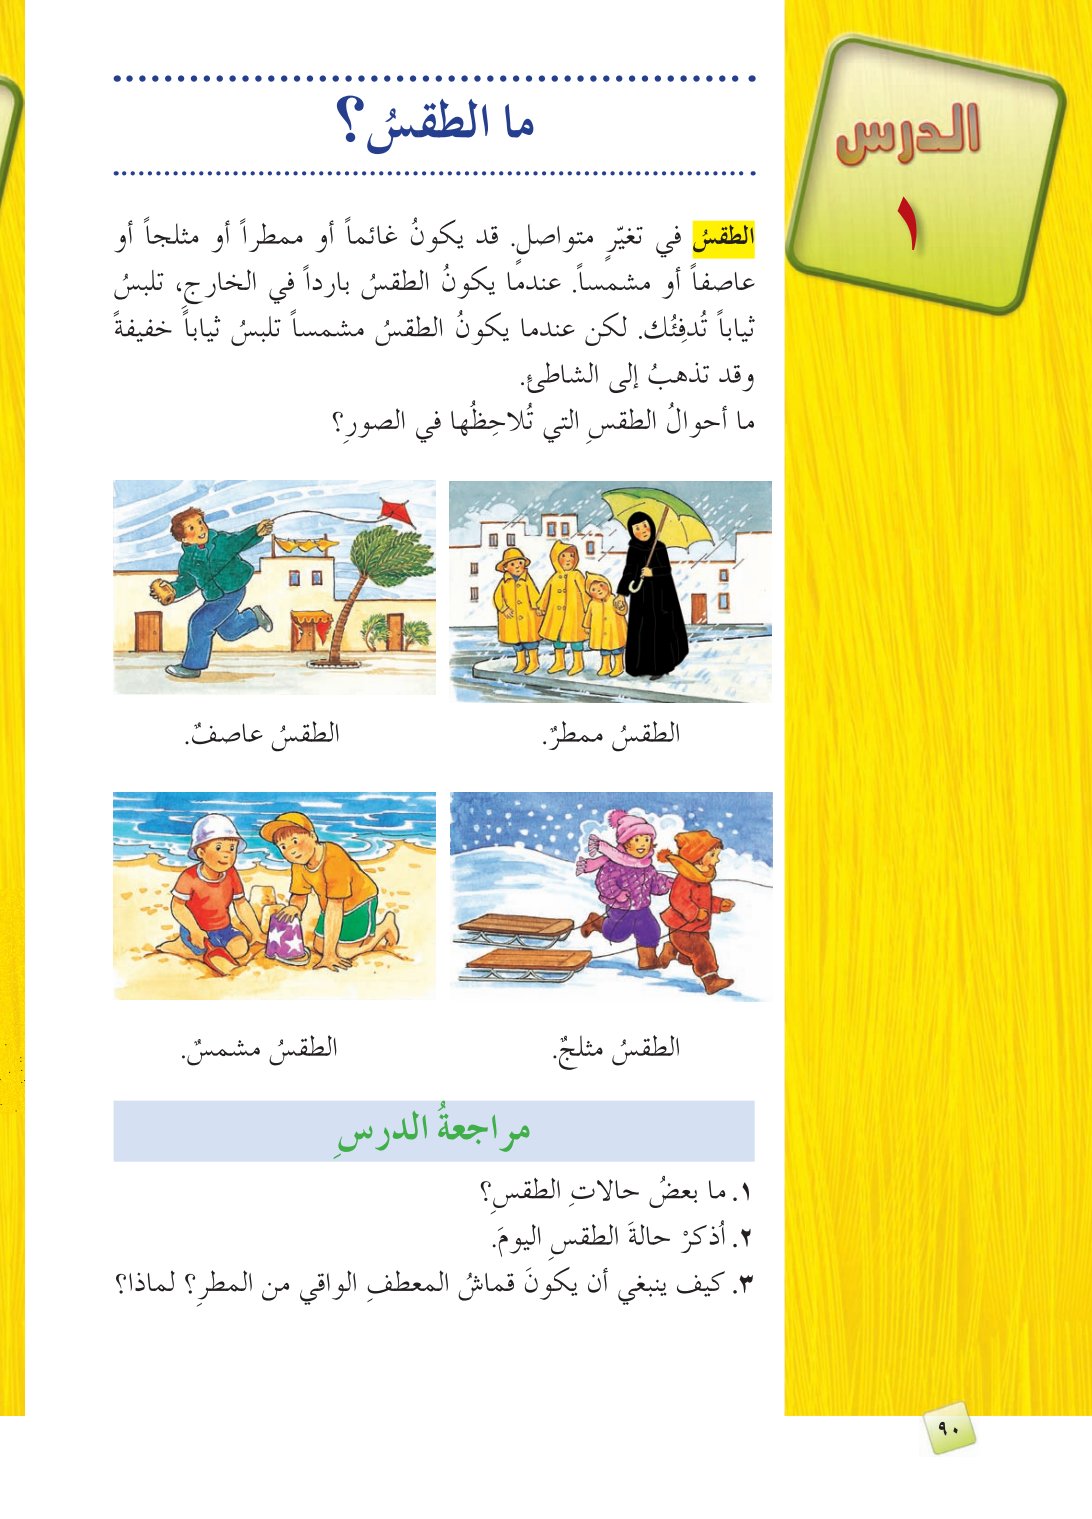 الدرس
١
ما الطقسُ؟
الطقسُ في تغيّرٍ متواصلٍ. قد يكونُ غائماً أو ممطراً أو مثلجاً أو
عاصفاً أو مشمساً. عندما يكونُ الطقسُ بارداً في الخارجِ، تلبسُ
ثياباً تُدفِئُك. لكن عندما يكونُ الطقسُ مشمساً تلبسُ ثياباً خفيفةً
وقد تذهبُ إلى الشاطئِ.
ما أحوالُ الطقسِ التي تُلاحِظُها في الصورِ؟
الطقسُ ممطرٌ.
الطقسُ عاصفٌ.
الطقسُ مثلجٌ.
الطقسُ مشمسٌ.
مراجعةُ الدرسِ
١. ما بعضُ حالاتِ الطقسِ؟
٢. اُذكرْ حالةَ الطقسِ اليومَ.
٣. كيف ينبغي أن يكونَ قماشُ المعطفِ الواقي من المطرِ؟ لماذا؟
٩٠